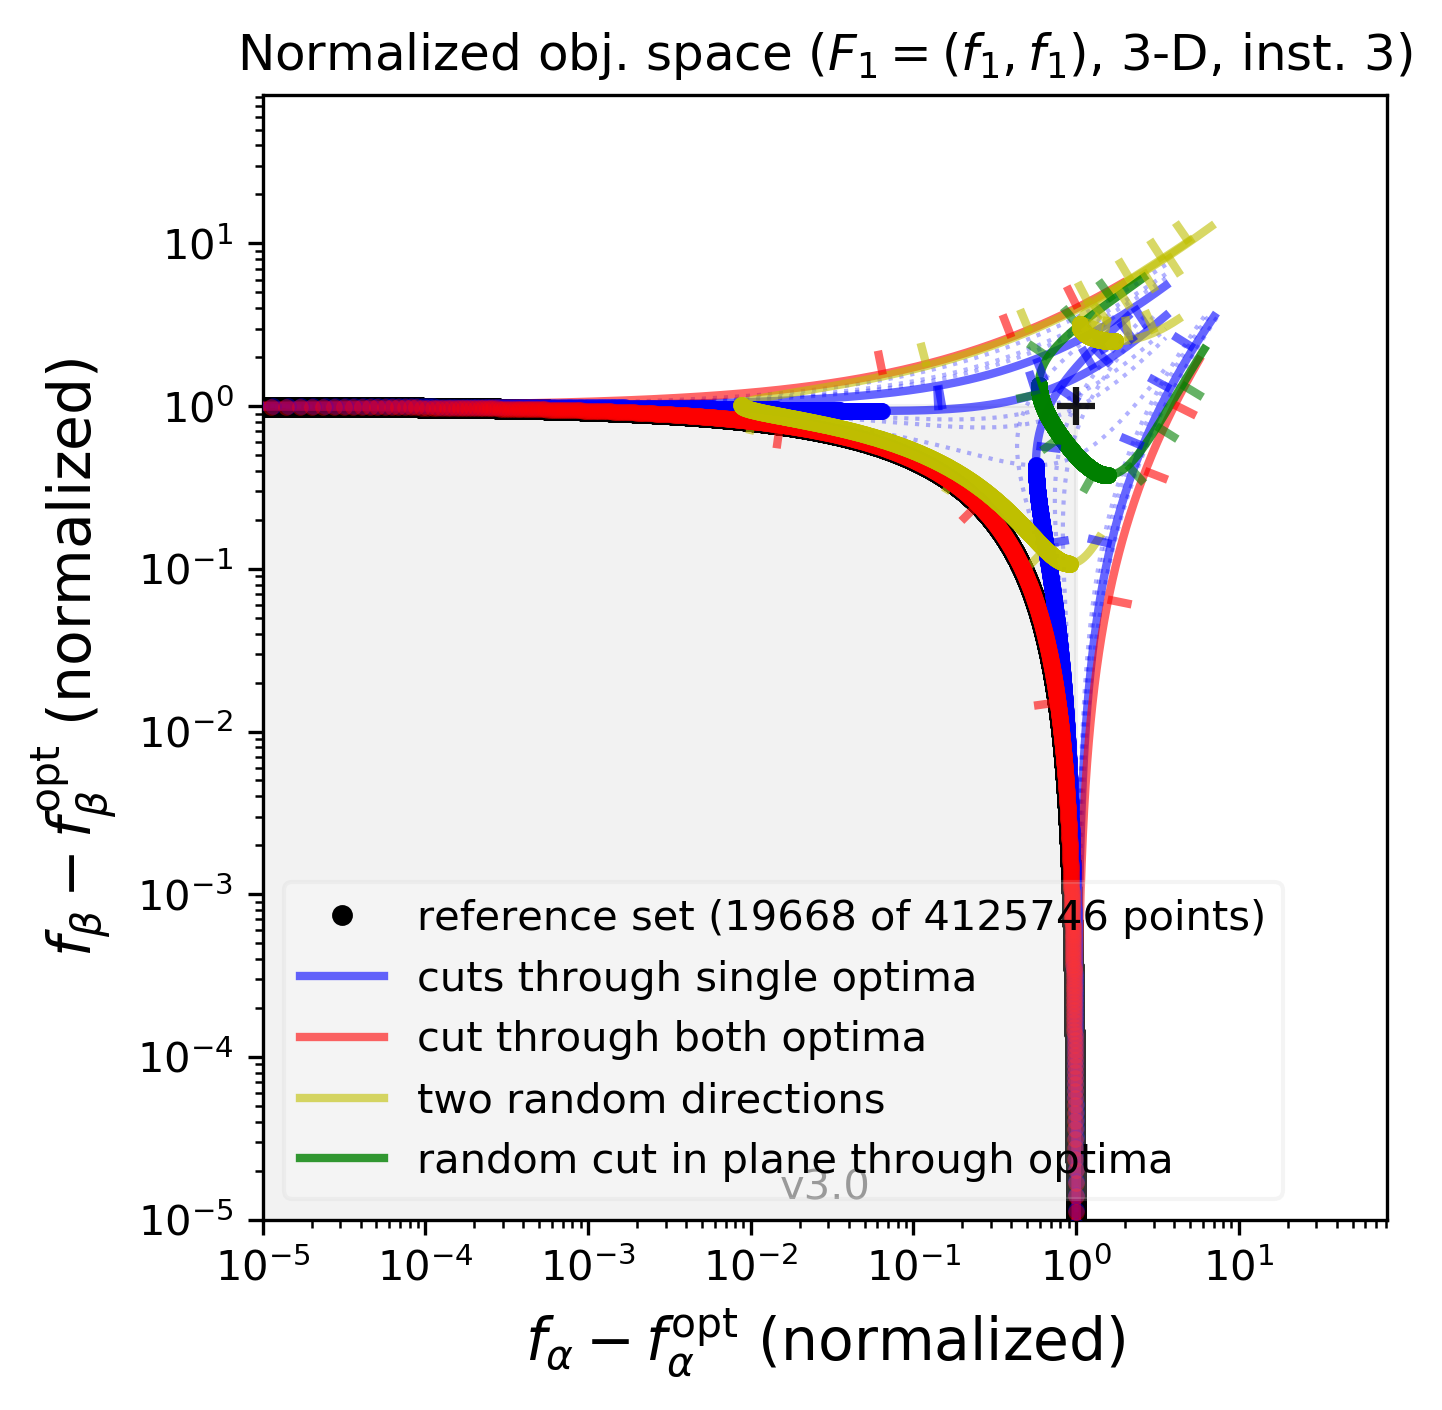 Normalized obj. space (F₁ = (f₁, f₁), 3-D, inst. 3)
10¹
10⁰
10⁻¹
10⁻²
10⁻³
10⁻⁴
10⁻⁵
f_β − f_β^opt (normalized)
reference set (19668 of 4125746 points)
cuts through single optima
cut through both optima
two random directions
random cut in plane through optima
v3.0
10⁻⁵ 10⁻⁴ 10⁻³ 10⁻² 10⁻¹ 10⁰ 10¹
f_α − f_α^opt (normalized)